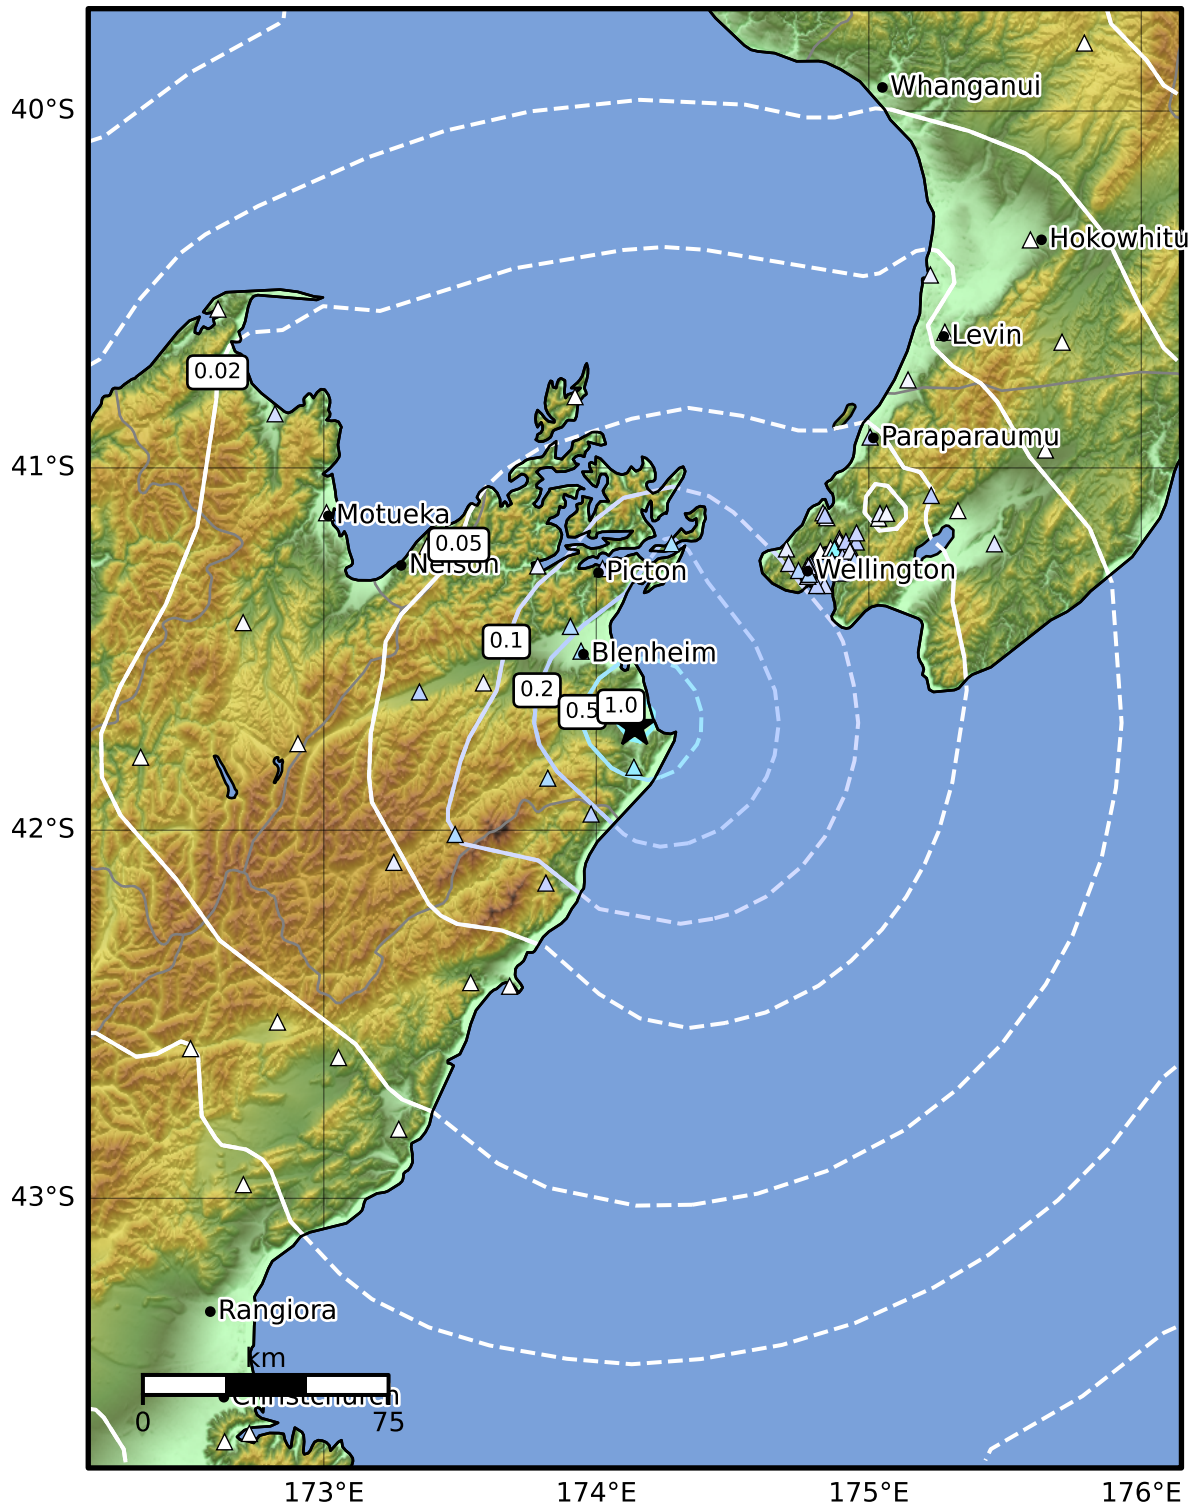 40°S
Whanganui
Hokowhitu
Levin
0.02
Paraparaumu
41°S
Motueka
0.05
Nelson
Picton
Wellington
0.1
Blenheim
0.2
0.5
1.0
42°S
43°S
Rangiora
km
Christchurch
0
75
173°E
174°E
175°E
176°E